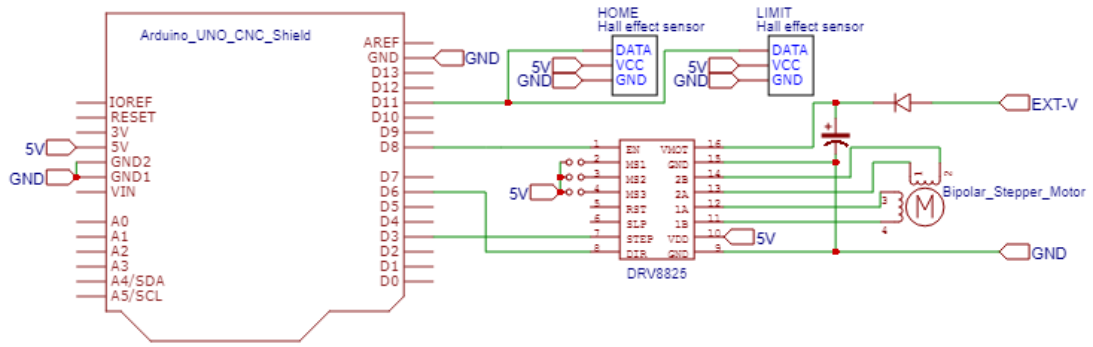 Arduino_UNO_CNC_Shield
IOREF
RESET
3V
5V
GND2
GND1
VIN
A0
A1
A2
A3
A4/SDA
A5/SCL
5V
GND
AREF
GND
D13
D12
D11
D10
D9
D8
D7
D6
D5
D4
D3
D2
D1
D0
GND
HOME
Hall effect sensor
DATA
VCC
GND
5V
GND
LIMIT
Hall effect sensor
DATA
VCC
GND
5V
GND
EXT-V
+
1 EN VMOT 16
2 MS1 GND 15
3 MS2 2B 14
4 MS3 2A 13
5 RST 1A 12
6 SLP 1B 11
7 STEP VDD 10
8 DIR GND 9
DRV8825
5V
5V
1
2
3
4
M
Bipolar_Stepper_Motor
GND